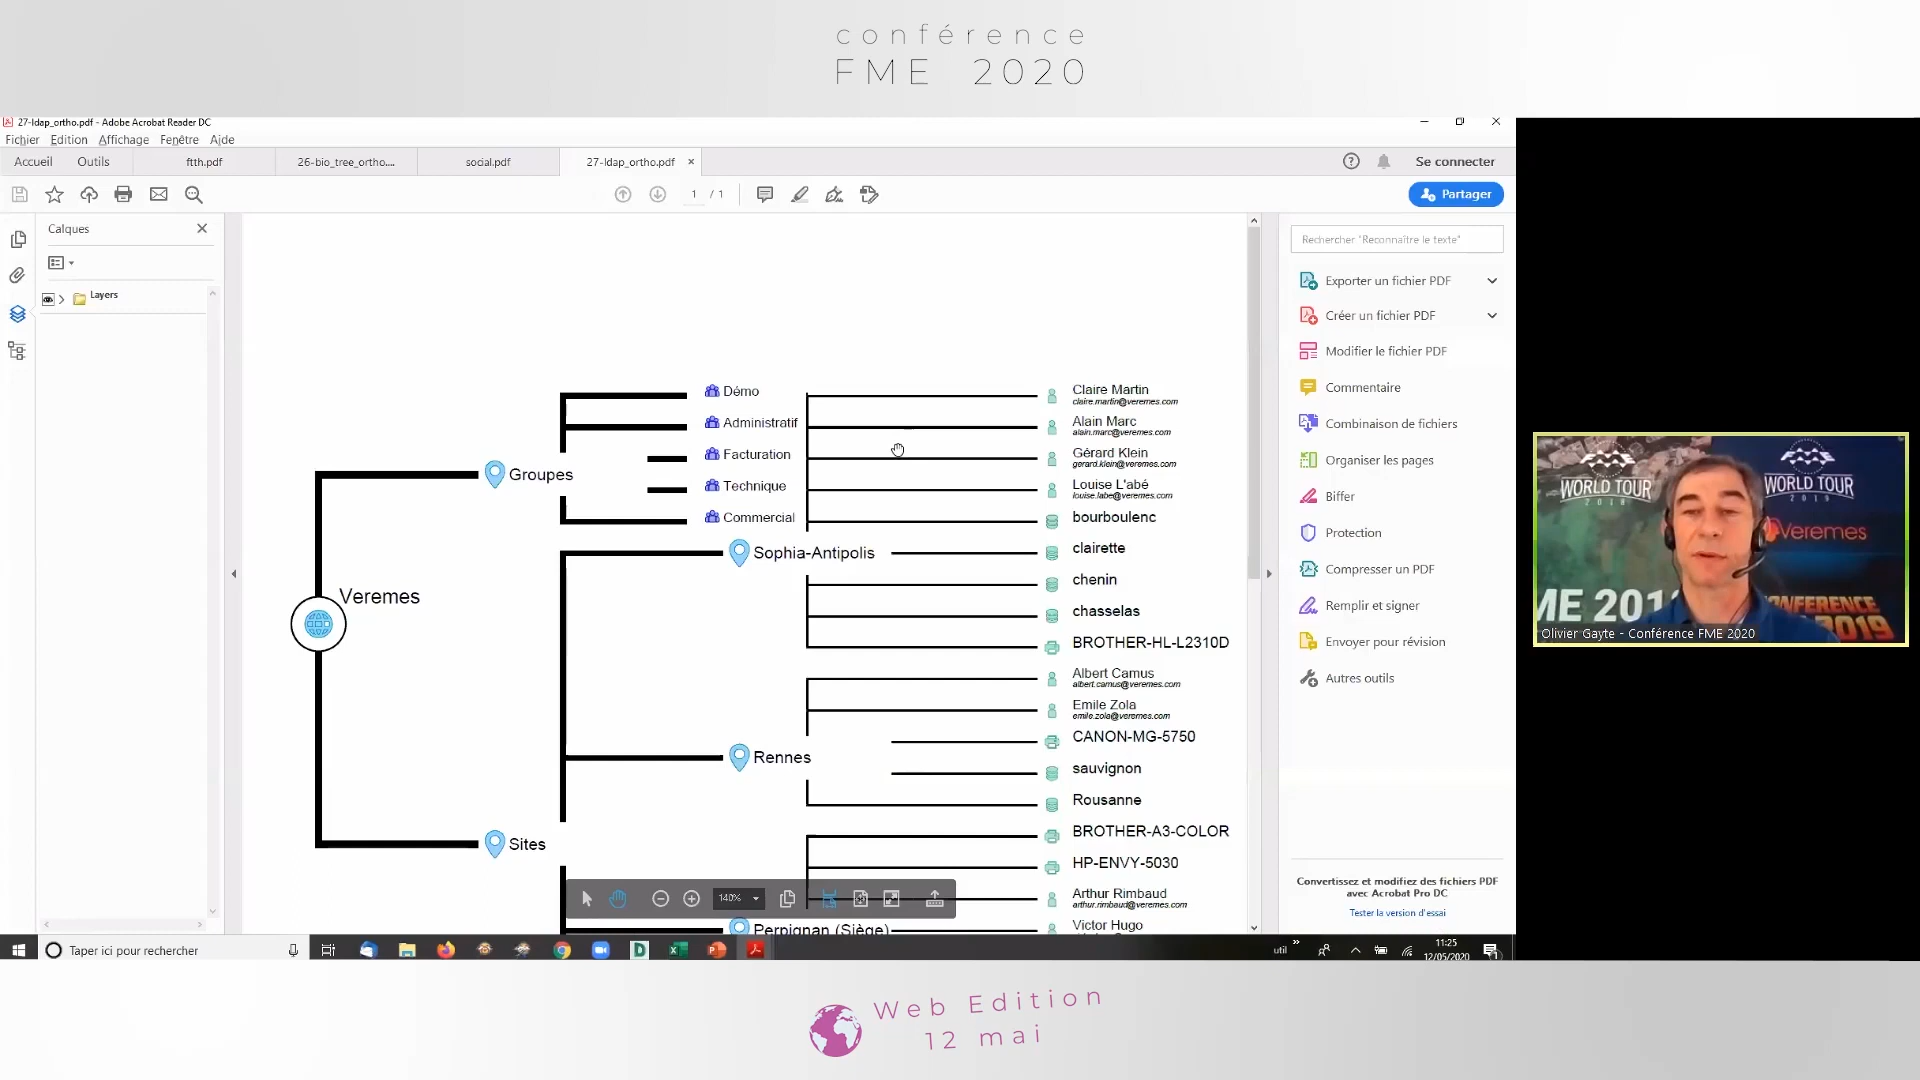 conférence
FME 2020
27-ldap_ortho.pdf - Adobe Acrobat Reader DC
Fichier Edition Affichage Fenêtre Aide
Accueil Outils ftth.pdf 26-bio_tree_ortho.... social.pdf 27-ldap_ortho.pdf × Se connecter
1 / 1 Partager
Calques
Layers
Rechercher "Reconnaître le texte"
Exporter un fichier PDF
Créer un fichier PDF
Modifier le fichier PDF
Commentaire
Combinaison de fichiers
Organiser les pages
Biffer
Protection
Compresser un PDF
Remplir et signer
Envoyer pour révision
Autres outils
Convertissez et modifiez des fichiers PDF
avec Acrobat Pro DC
Tester la version d'essai
Veremes
Groupes
Sites
Démo
Administratif
Facturation
Technique
Commercial
Sophia-Antipolis
Rennes
Perpignan (Siège)
Claire Martin
claire.martin@veremes.com
Alain Marc
alain.marc@veremes.com
Gérard Klein
gerard.klein@veremes.com
Louise L'abé
louise.labe@veremes.com
bourboulenc
clairette
chenin
chasselas
BROTHER-HL-L2310D
Albert Camus
albert.camus@veremes.com
Emile Zola
emile.zola@veremes.com
CANON-MG-5750
sauvignon
Rousanne
BROTHER-A3-COLOR
HP-ENVY-5030
Arthur Rimbaud
arthur.rimbaud@veremes.com
Victor Hugo
140%
Taper ici pour rechercher
util
11:25
12/05/2020
WORLD TOUR
2018
WORLD TOUR
2019
Veremes
ME 201
ONFERENCE
2019
Olivier Gayte - Conférence FME 2020
Web Edition
12 mai